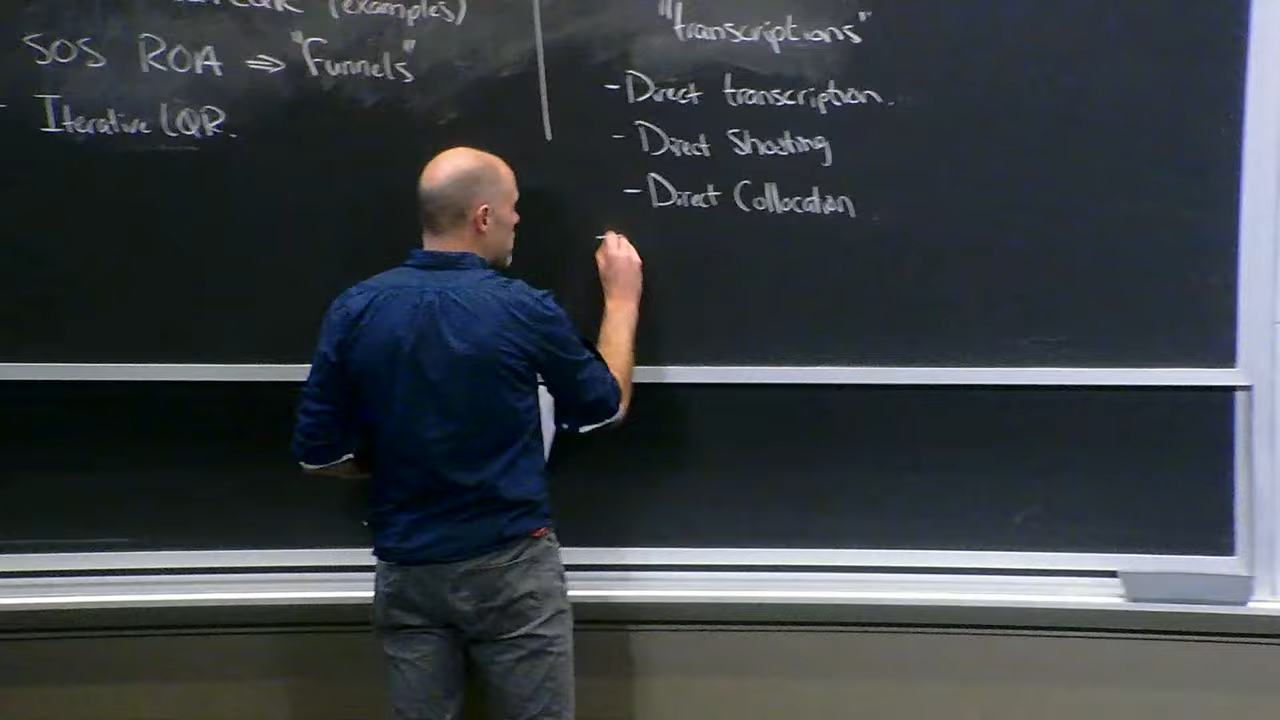 (examples)
SOS ROA ⇒ "Funnels"
- Iterative LQR.
"transcriptions"
- Direct transcription.
- Direct Shooting
- Direct Collocation